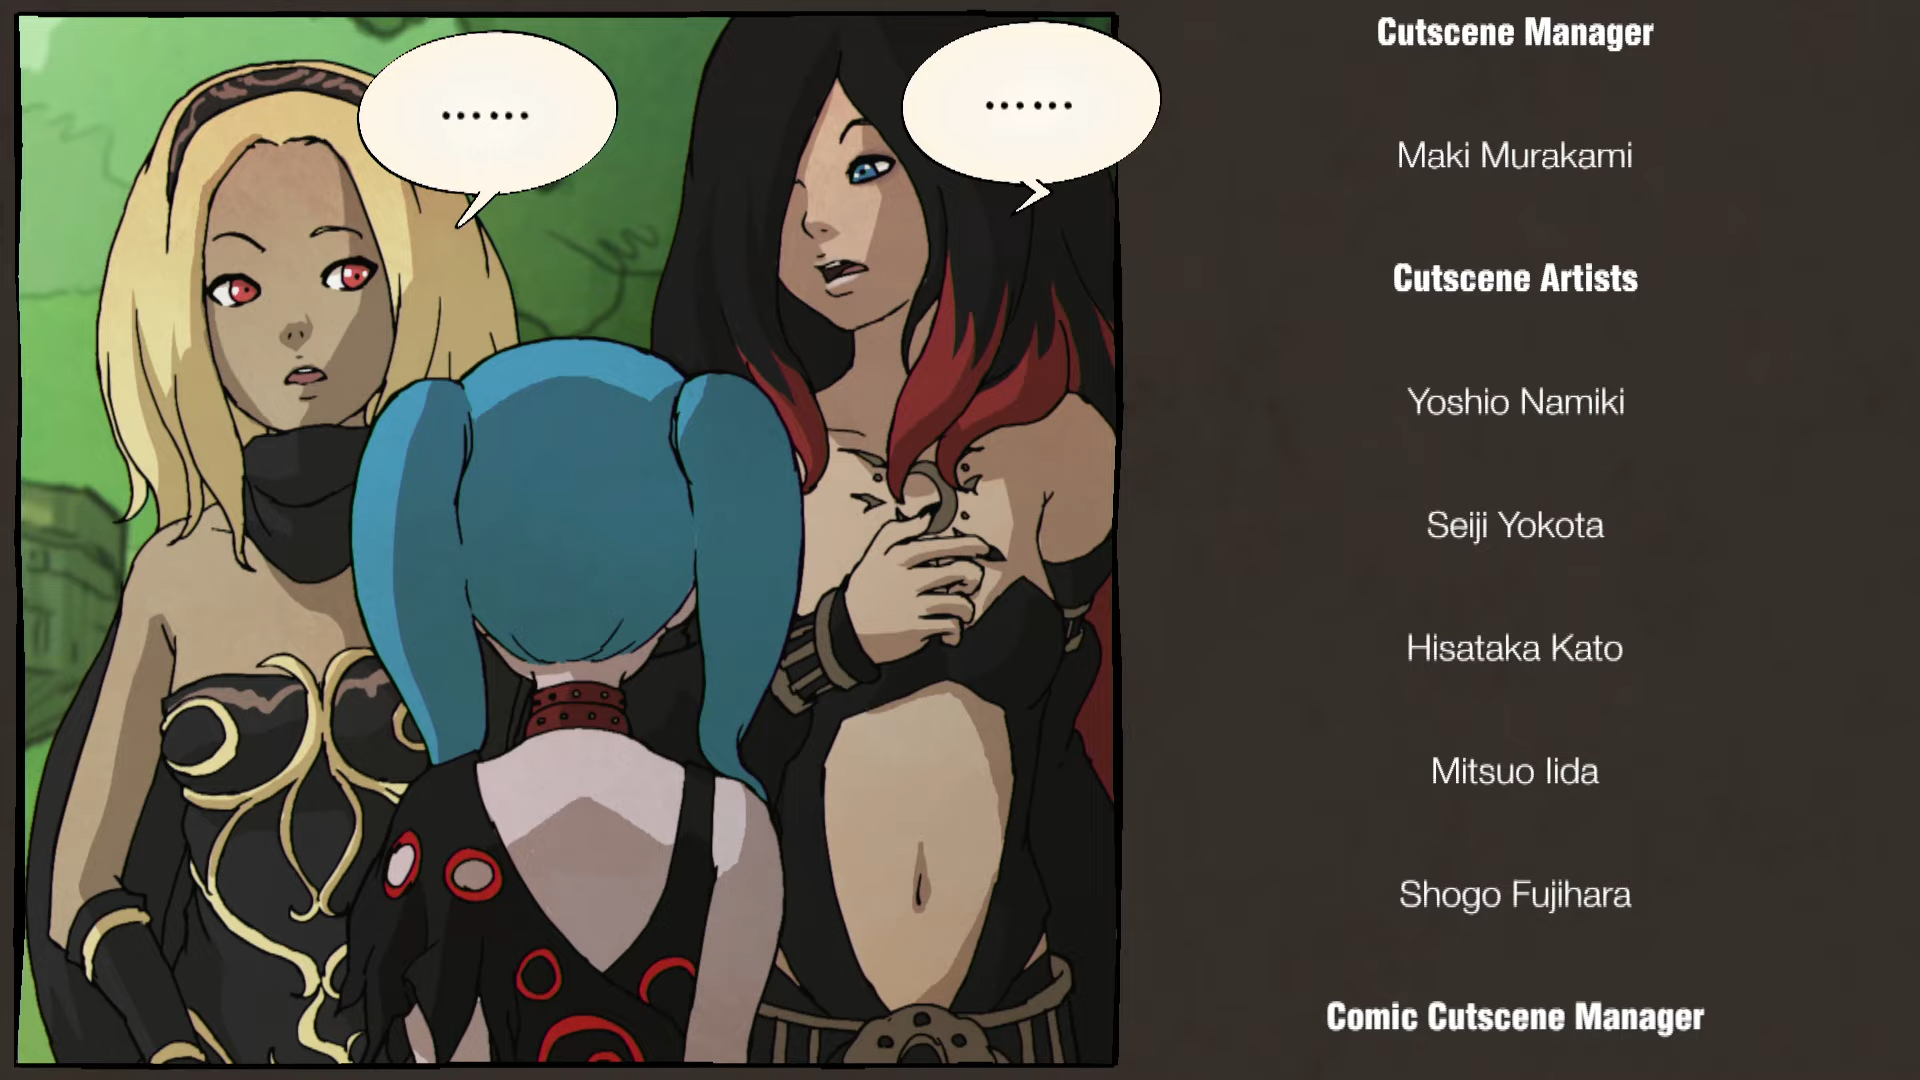 ......
......
Cutscene Manager
Maki Murakami
Cutscene Artists
Yoshio Namiki
Seiji Yokota
Hisataka Kato
Mitsuo Iida
Shogo Fujihara
Comic Cutscene Manager